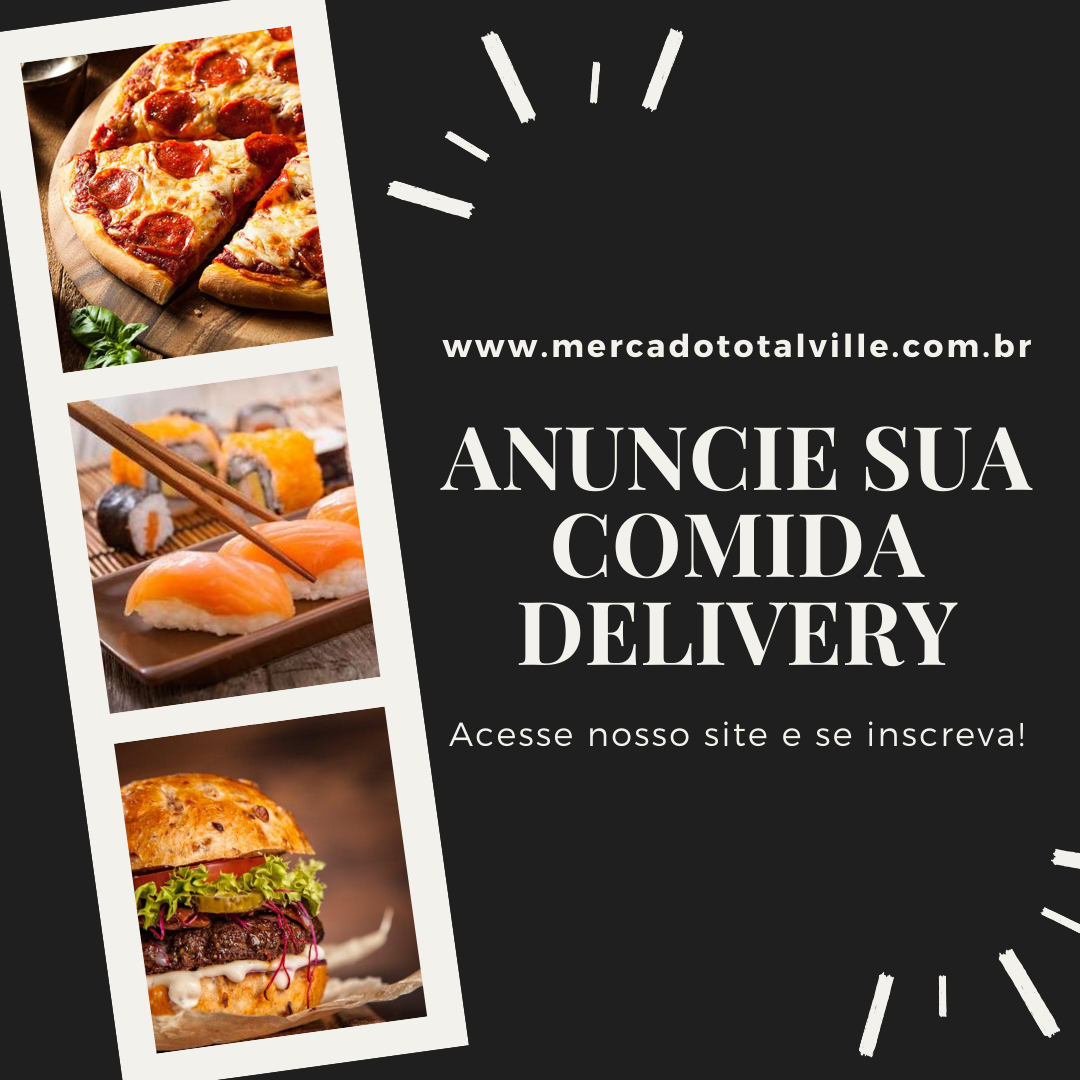 www.mercadototalville.com.br
ANUNCIE SUA
COMIDA
DELIVERY
Acesse nosso site e se inscreva!